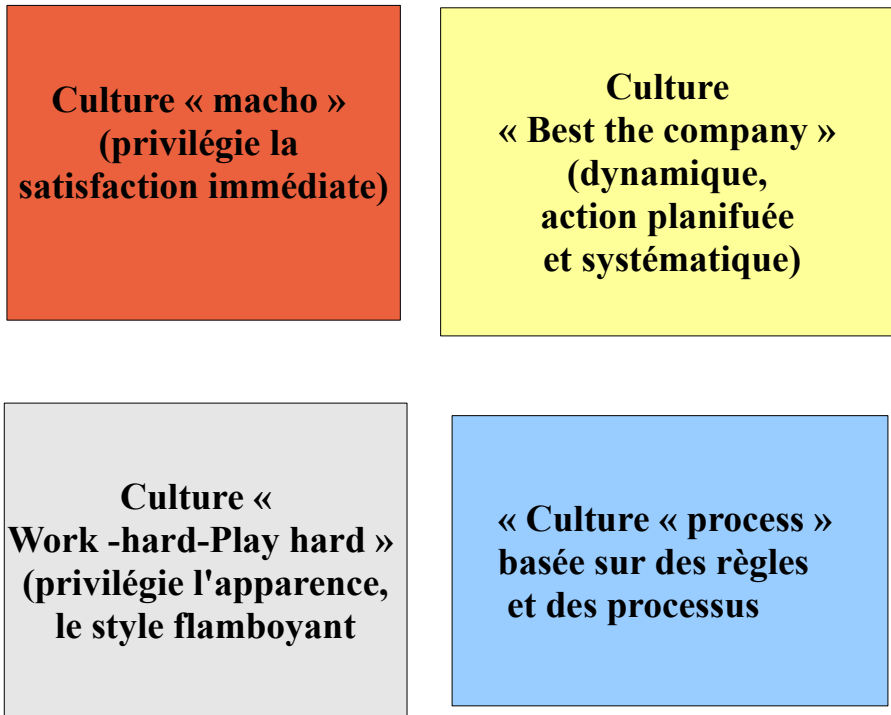 Culture « macho »
(privilégie la
satisfaction immédiate)
Culture
« Best the company »
(dynamique,
action planifuée
et systématique)
Culture «
Work -hard-Play hard »
(privilégie l'apparence,
le style flamboyant
« Culture « process »
basée sur des règles
et des processus